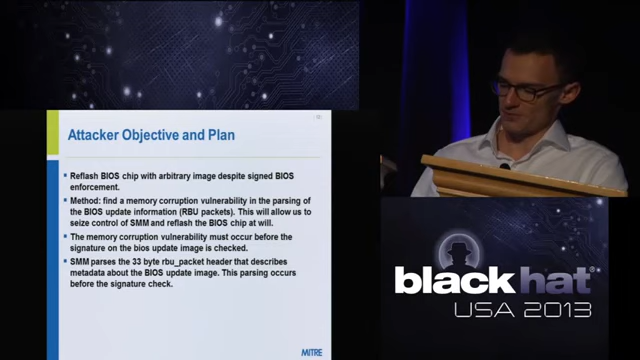 Attacker Objective and Plan
Reflash BIOS chip with arbitrary image despite signed BIOS
enforcement.
Method: find a memory corruption vulnerability in the parsing of
the BIOS update information (RBU packets). This will allow us to
seize control of SMM and reflash the BIOS chip at will.
The memory corruption vulnerability must occur before the
signature on the bios update image is checked.
SMM parses the 33 byte rbu_packet header that describes
metadata about the BIOS update image. This parsing occurs
before the signature check.
MITRE
black hat®
USA 2013